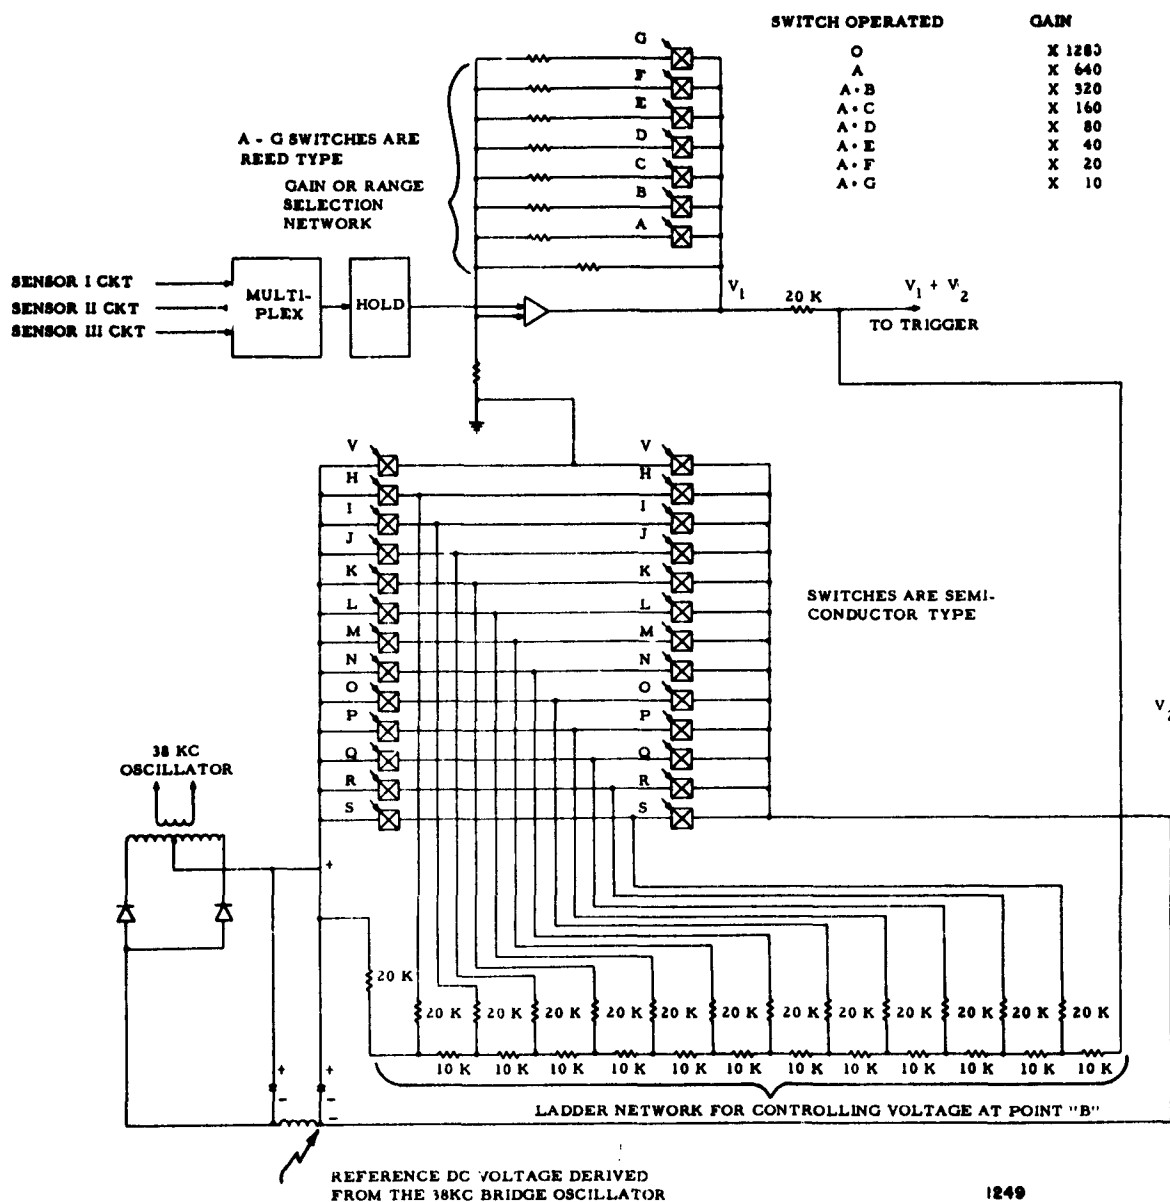 SWITCH OPERATED GAIN
O X 1280
A X 640
A • B X 320
A • C X 160
A • D X 80
A • E X 40
A • F X 20
A • G X 10
G
F
E
D
C
B
A
A - G SWITCHES ARE
REED TYPE
GAIN OR RANGE
SELECTION
NETWORK
SENSOR I CKT
SENSOR II CKT
SENSOR III CKT
MULTI-
PLEX
HOLD
V1
20 K
V1 + V2
TO TRIGGER
V V
H H
I I
J J
K K
L L
M M
N N
O O
P P
Q Q
R R
S S
SWITCHES ARE SEMI-
CONDUCTOR TYPE
V2
38 KC
OSCILLATOR
+ +
20 K
20 K 20 K 20 K 20 K 20 K 20 K 20 K 20 K 20 K 20 K 20 K 20 K
10 K 10 K 10 K 10 K 10 K 10 K 10 K 10 K 10 K 10 K 10 K 10 K
+ +
- -
-
LADDER NETWORK FOR CONTROLLING VOLTAGE AT POINT "B"
REFERENCE DC VOLTAGE DERIVED
FROM THE 38KC BRIDGE OSCILLATOR
1249